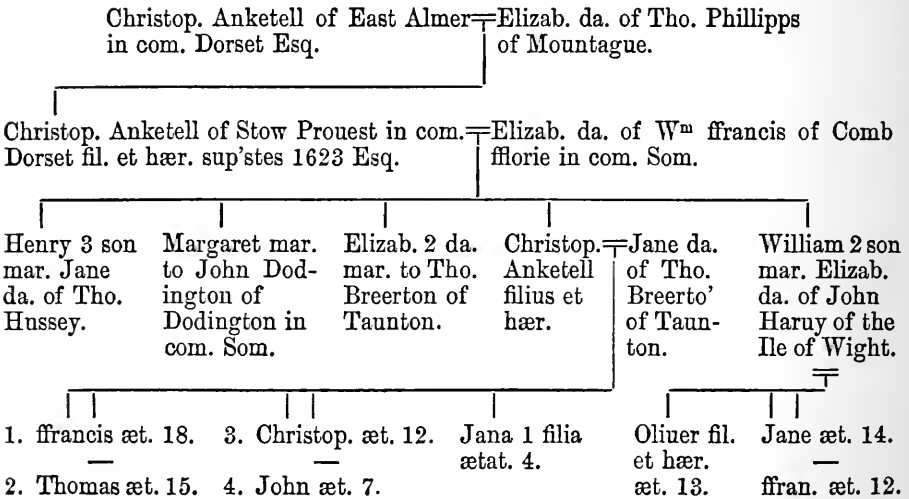 Christop. Anketell of East Almer
in com. Dorset Esq.
Elizab. da. of Tho. Phillipps
of Mountague.
Christop. Anketell of Stow Prouest in com.
Dorset fil. et hær. sup'stes 1623 Esq.
Elizab. da. of Wᵐ ffrancis of Comb
fflorie in com. Som.
Henry 3 son
mar. Jane
da. of Tho.
Hussey.
Margaret mar.
to John Dod-
ington of
Dodington in
com. Som.
Elizab. 2 da.
mar. to Tho.
Breerton of
Taunton.
Christop.
Anketell
filius et
hær.
Jane da.
of Tho.
Breerto'
of Taun-
ton.
William 2 son
mar. Elizab.
da. of John
Haruy of the
Ile of Wight.
1. ffrancis æt. 18.
2. Thomas æt. 15.
3. Christop. æt. 12.
4. John æt. 7.
Jana 1 filia
ætat. 4.
Oliuer fil.
et hær.
æt. 13.
Jane æt. 14.
ffran. æt. 12.